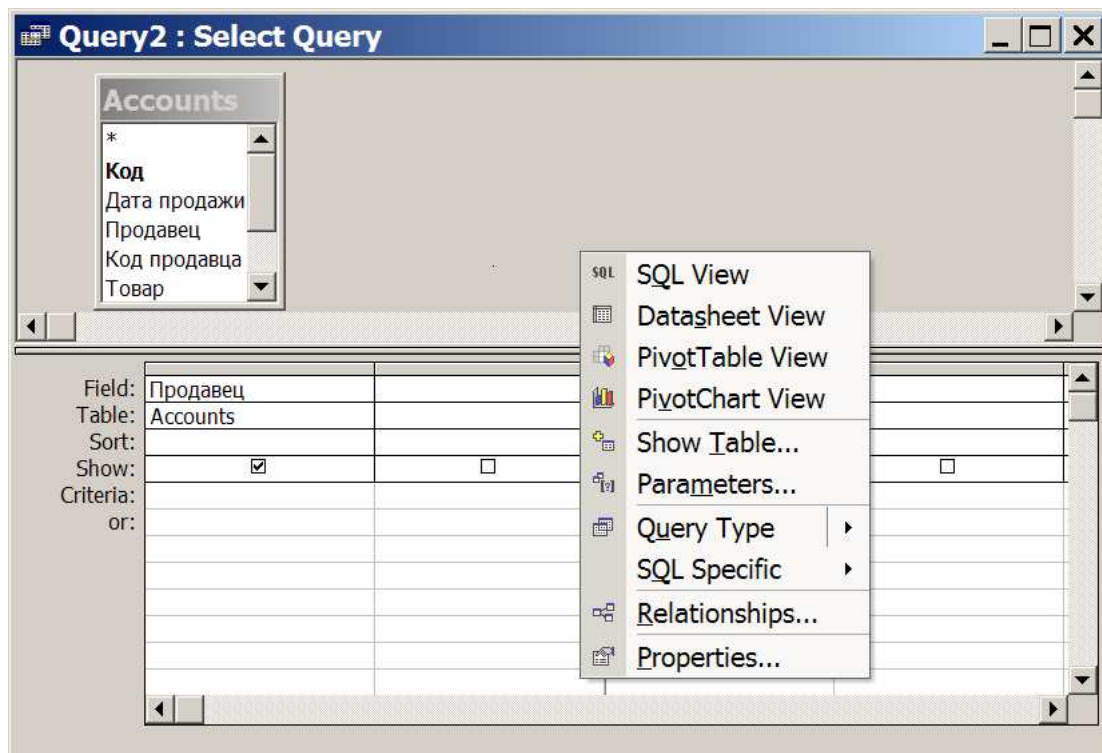 Query2 : Select Query
Accounts
*
Код
Дата продажи
Продавец
Код продавца
Товар
SQL SQL View
Datasheet View
PivotTable View
PivotChart View
Show Table...
Parameters...
Query Type
SQL Specific
Relationships...
Properties...
Field: Продавец
Table: Accounts
Sort:
Show:
Criteria:
or: